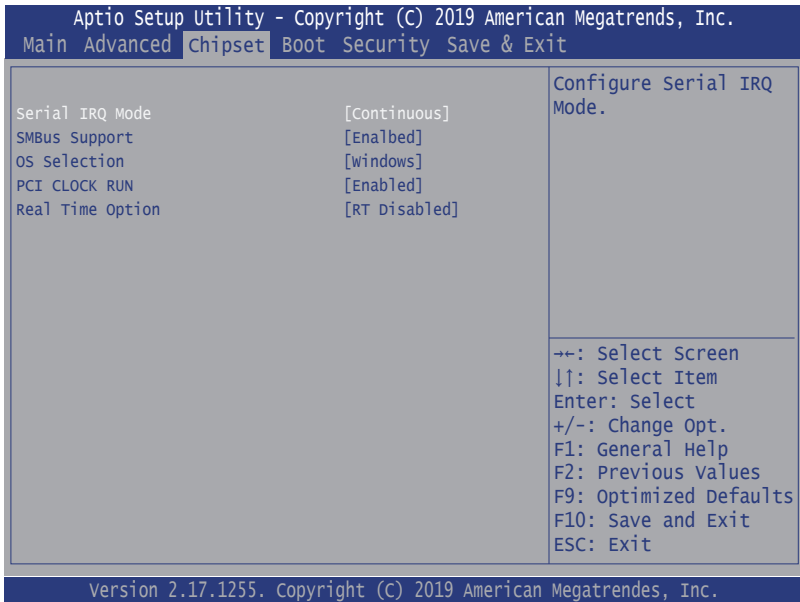 Aptio Setup Utility - Copyright (C) 2019 American Megatrends, Inc.
Main Advanced Chipset Boot Security Save & Exit
Serial IRQ Mode [Continuous]
SMBus Support [Enalbed]
OS Selection [Windows]
PCI CLOCK RUN [Enabled]
Real Time Option [RT Disabled]
Configure Serial IRQ
Mode.
→←: Select Screen
↓↑: Select Item
Enter: Select
+/-: Change Opt.
F1: General Help
F2: Previous Values
F9: Optimized Defaults
F10: Save and Exit
ESC: Exit
Version 2.17.1255. Copyright (C) 2019 American Megatrendes, Inc.